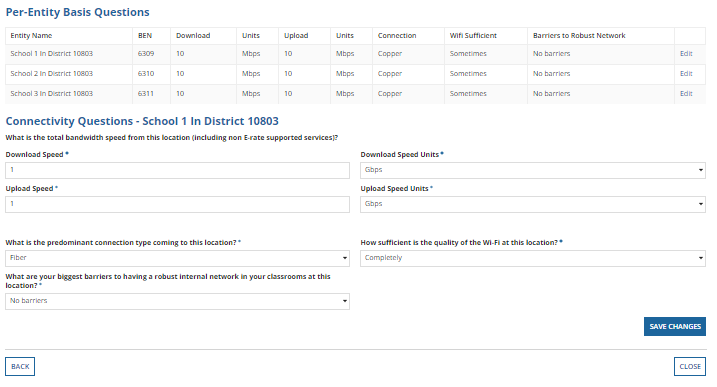 Per-Entity Basis Questions
Entity Name BEN Download Units Upload Units Connection Wifi Sufficient Barriers to Robust Network
School 1 In District 10803 6309 10 Mbps 10 Mbps Copper Sometimes No barriers Edit
School 2 In District 10803 6310 10 Mbps 10 Mbps Copper Sometimes No barriers Edit
School 3 In District 10803 6311 10 Mbps 10 Mbps Copper Sometimes No barriers Edit
Connectivity Questions - School 1 In District 10803
What is the total bandwidth speed from this location (including non E-rate supported services)?
Download Speed * Download Speed Units *
1 Gbps
Upload Speed * Upload Speed Units *
1 Gbps
What is the predominant connection type coming to this location? * How sufficient is the quality of the Wi-Fi at this location? *
Fiber Completely
What are your biggest barriers to having a robust internal network in your classrooms at this
location? *
No barriers
SAVE CHANGES
BACK CLOSE